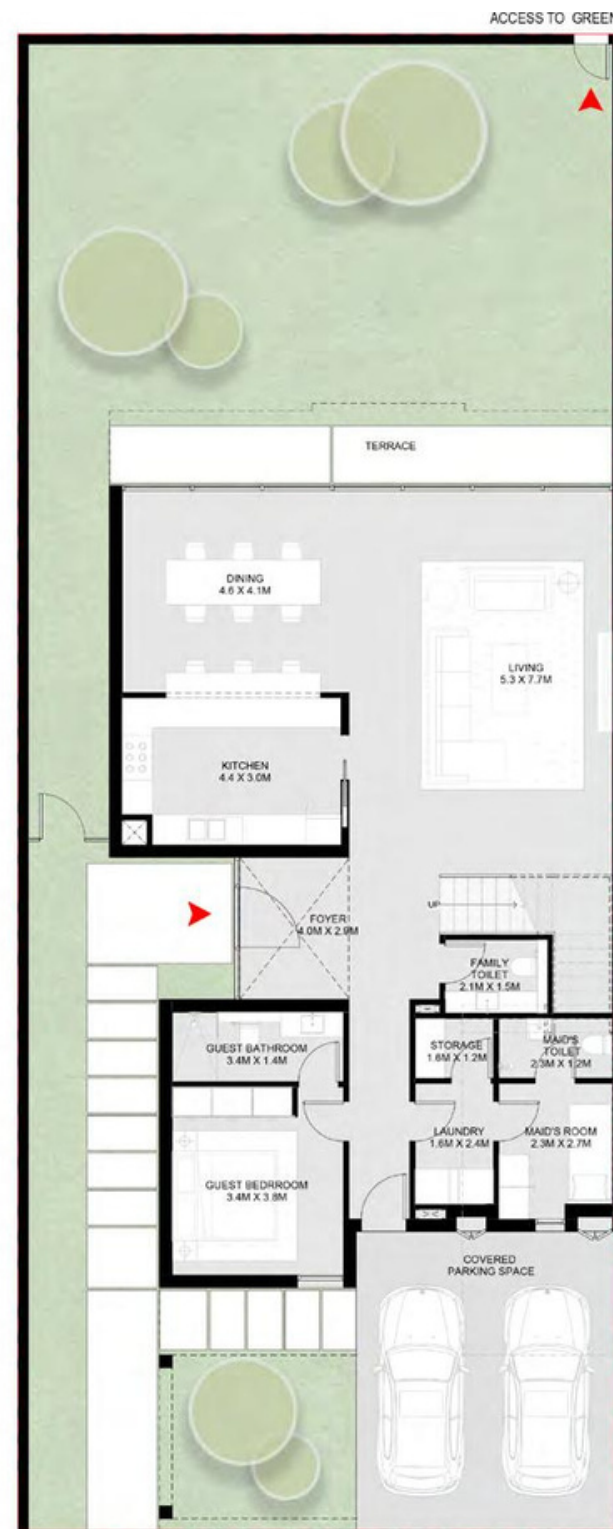 ACCESS TO GREEN
TERRACE
DINING
4.6 X 4.1M
LIVING
5.3 X 7.7M
KITCHEN
4.4 X 3.0M
UP
FOYER
4.0M X 2.9M
FAMILY
TOILET
2.1M X 1.5M
GUEST BATHROOM
3.4M X 1.4M
STORAGE
1.6M X 1.2M
MAID'S
TOILET
2.3M X 1.2M
LAUNDRY
1.6M X 2.4M
MAID'S ROOM
2.3M X 2.7M
GUEST BEDRROOM
3.4M X 3.8M
COVERED
PARKING SPACE